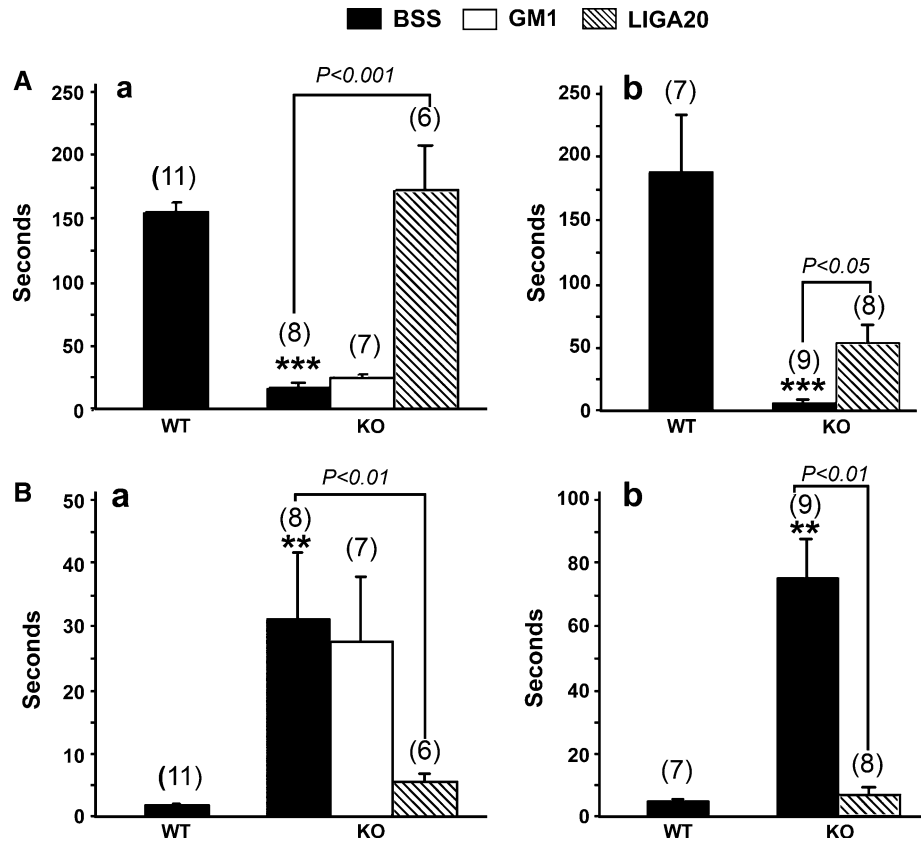 BSS GM1 LIGA20
A a P<0.001 b (7)
250 (6) 250
200 (11) 200
150 150 P<0.05
100 100
Seconds Seconds
(8) (7) (9) (8)
50 *** 50 ***
0 0
WT KO WT KO
B a P<0.01 b P<0.01
50 (8) 100 (9)
** (7) **
40 80
30 60
Seconds Seconds
20 40
10 (11) (6) 20 (7) (8)
0 0
WT KO WT KO